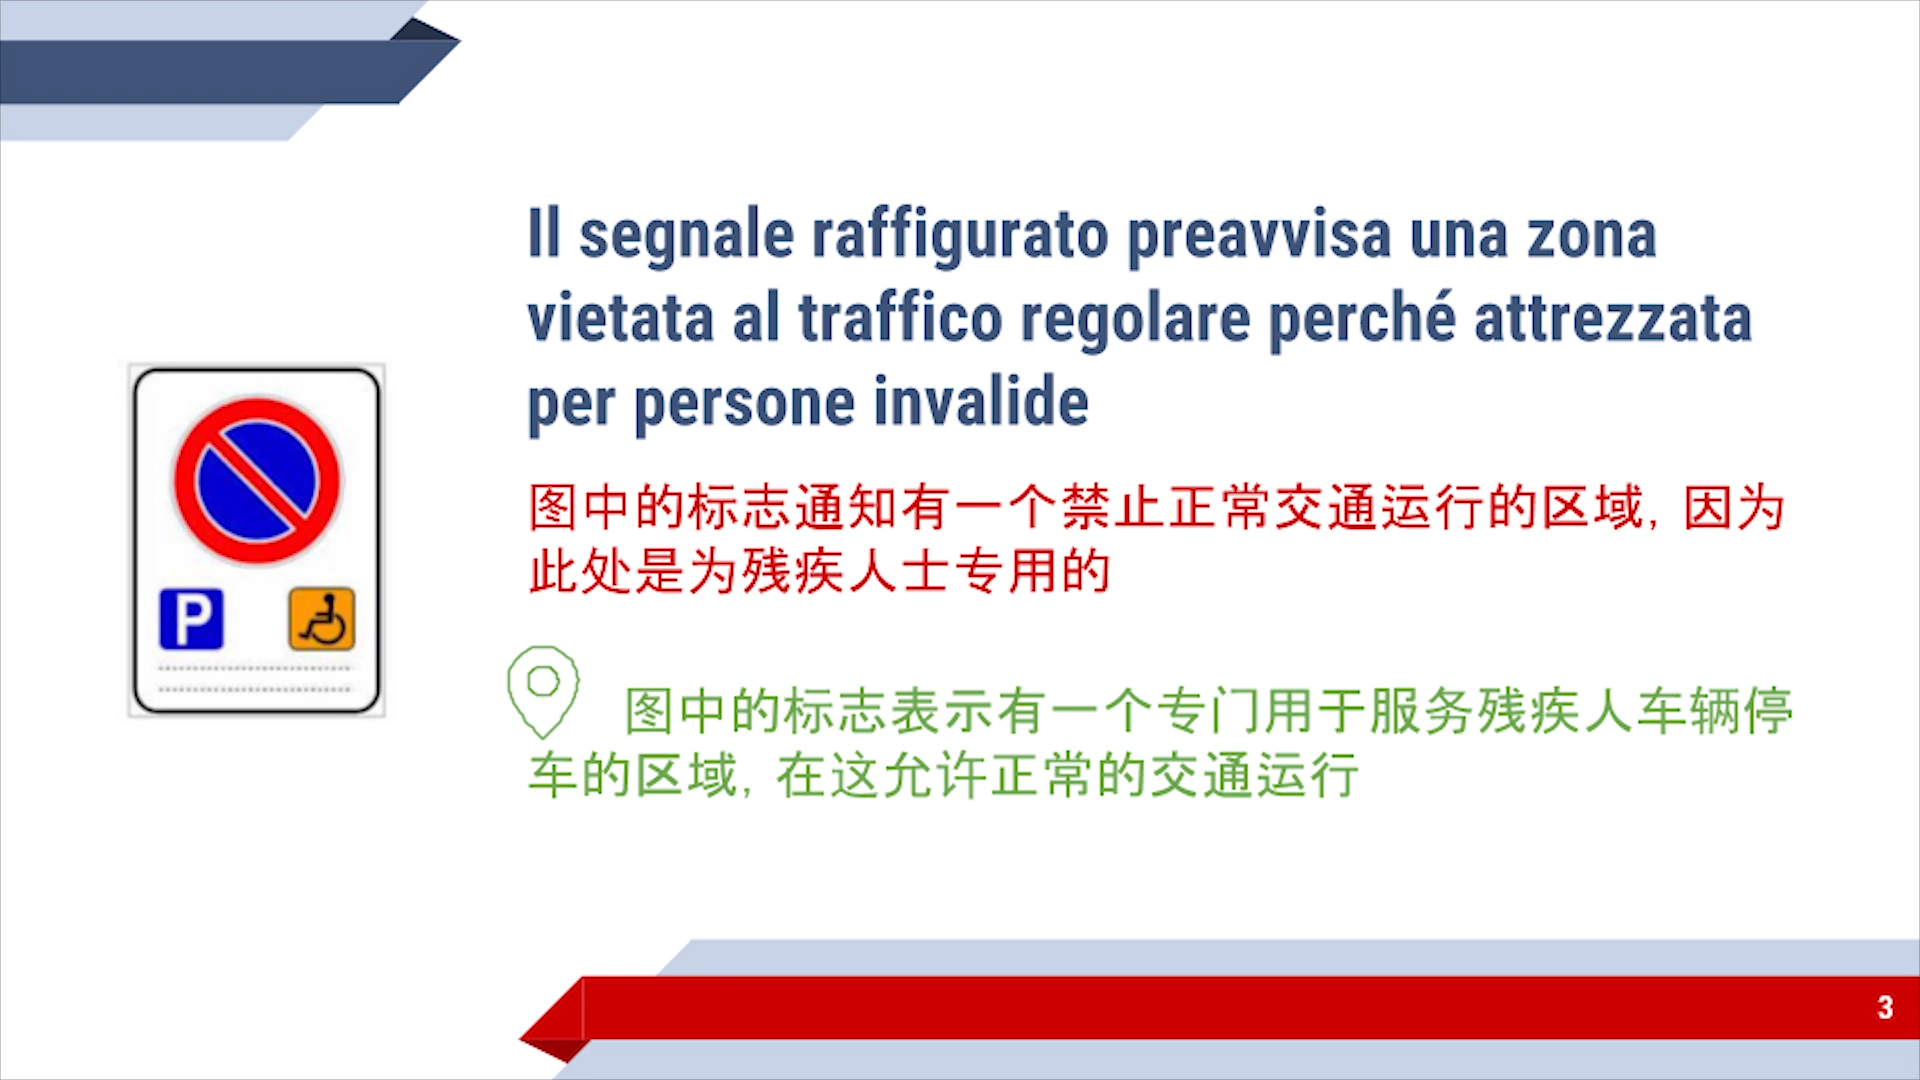 Il segnale raffigurato preavvisa una zona
vietata al traffico regolare perché attrezzata
per persone invalide
图中的标志通知有一个禁止正常交通运行的区域, 因为
此处是为残疾人士专用的
P
图中的标志表示有一个专门用于服务残疾人车辆停
车的区域, 在这允许正常的交通运行
3